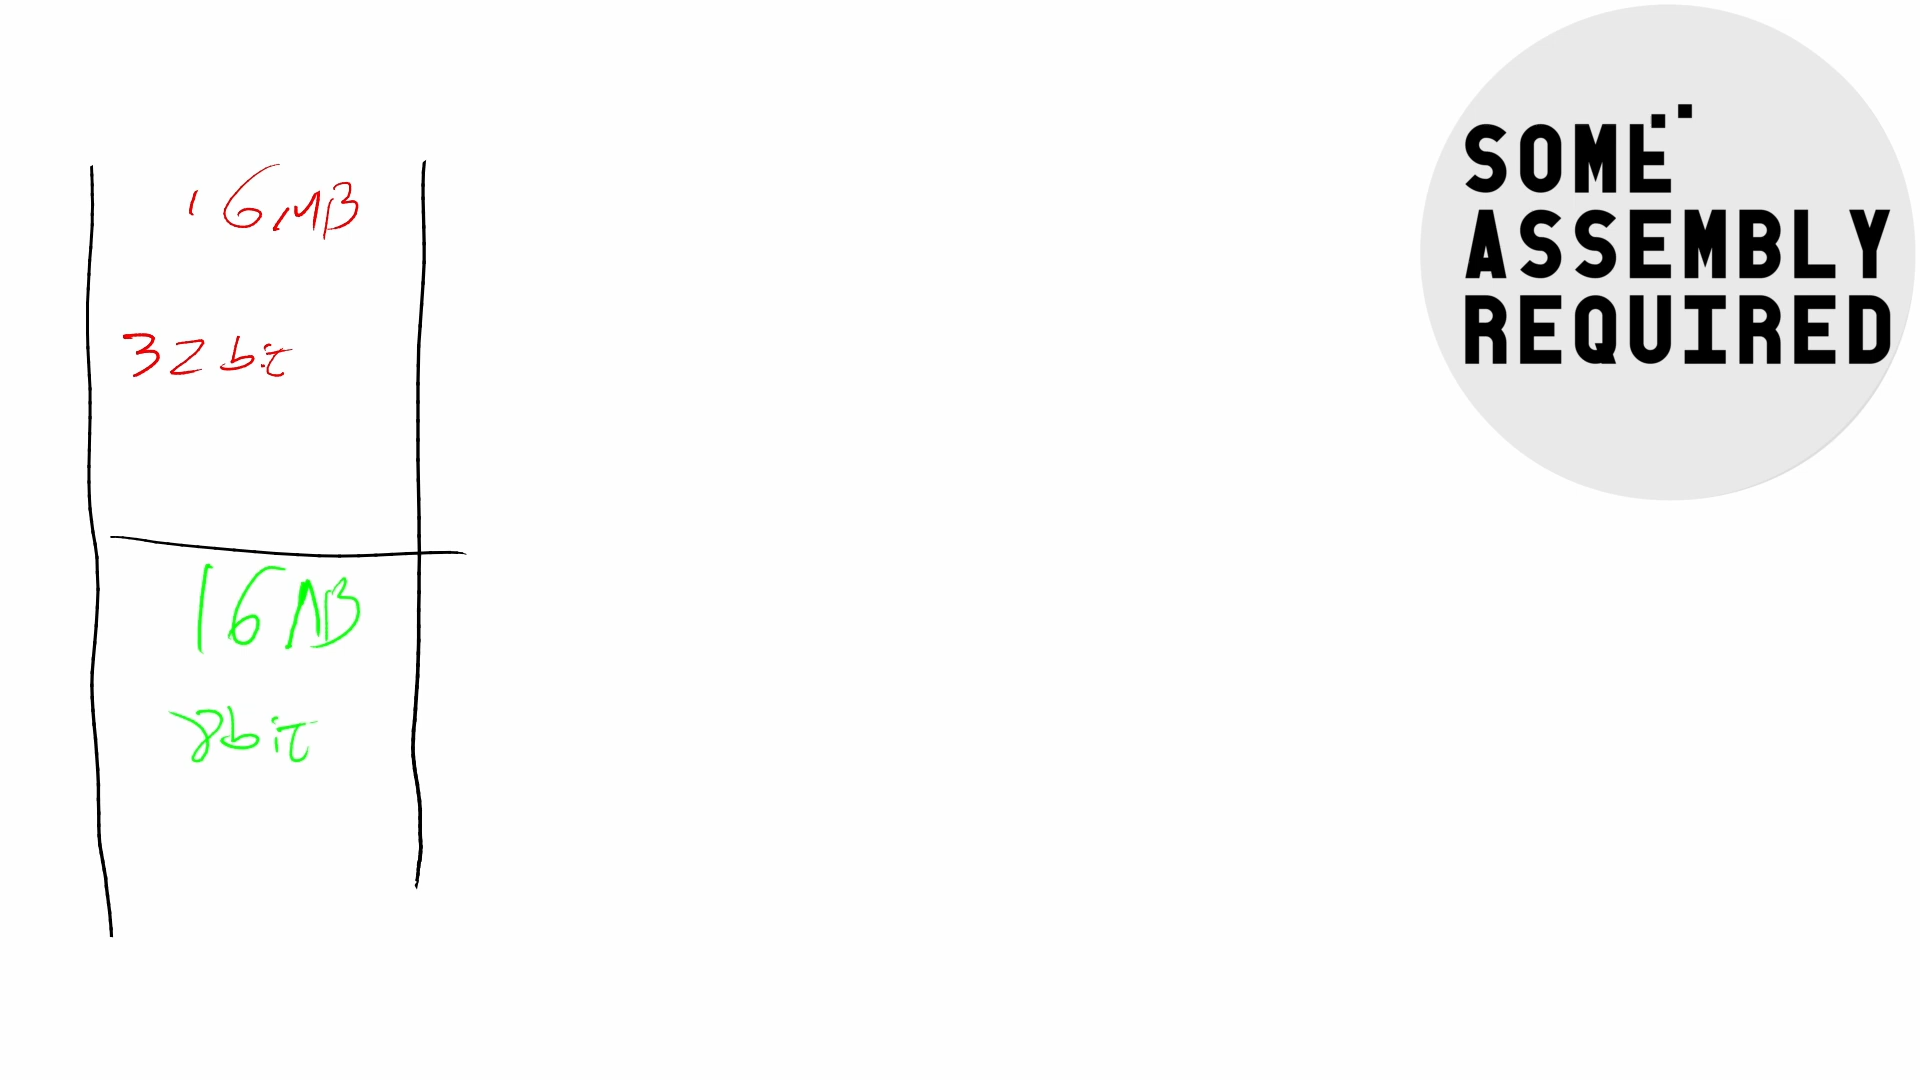 16MB
32bit
16MB
8bit
SOME
ASSEMBLY
REQUIRED